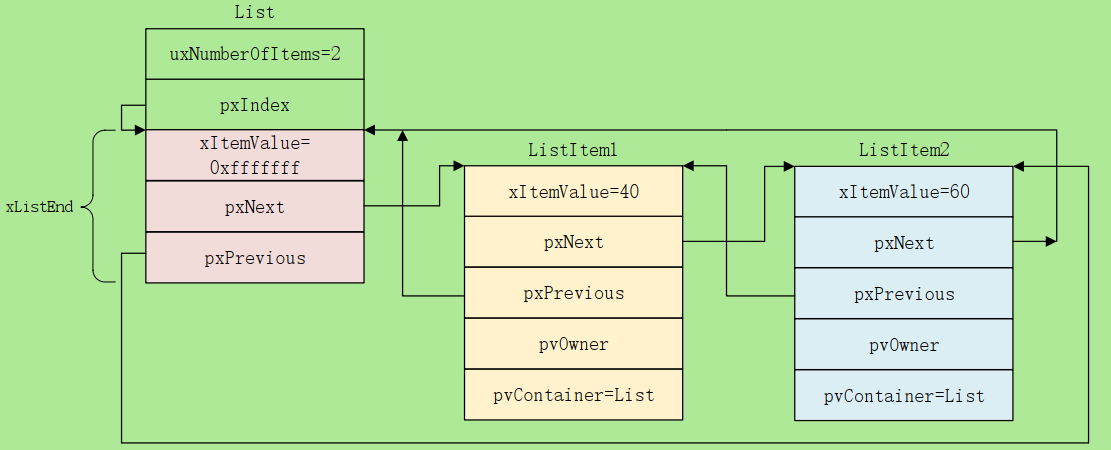 List
uxNumberOfItems=2
pxIndex
xItemValue=
0xfffffff
pxNext
pxPrevious
xListEnd
ListItem1
xItemValue=40
pxNext
pxPrevious
pvOwner
pvContainer=List
ListItem2
xItemValue=60
pxNext
pxPrevious
pvOwner
pvContainer=List